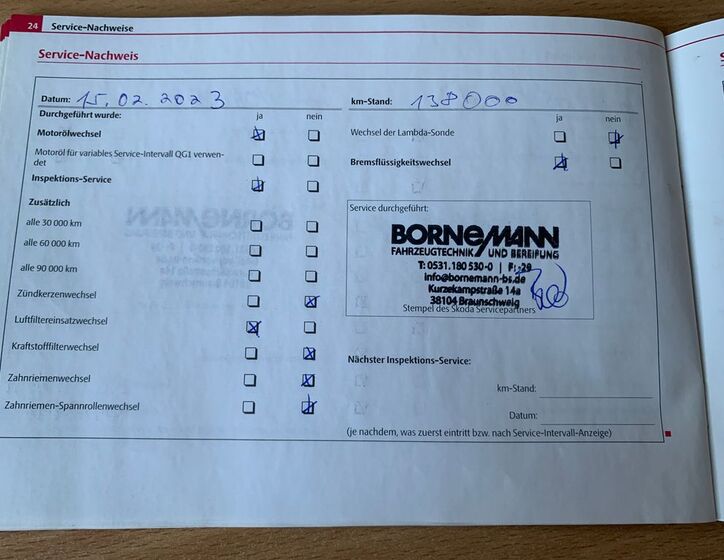 24 Service-Nachweise
Service-Nachweis
Datum: 15.02.2023
Durchgeführt wurde: ja nein
Motorölwechsel
Motoröl für variables Service-Intervall QG1 verwen-
det
Inspektions-Service
Zusätzlich
alle 30 000 km
alle 60 000 km
alle 90 000 km
Zündkerzenwechsel
Luftfiltereinsatzwechsel
Kraftstofffilterwechsel
Zahnriemenwechsel
Zahnriemen-Spannrollenwechsel
km-Stand: 138000
ja nein
Wechsel der Lambda-Sonde
Bremsflüssigkeitswechsel
Service durchgeführt:
BORNEMANN
FAHRZEUGTECHNIK UND BEREIFUNG
T: 0531.180 530-0 | F: -29
info@bornemann-bs.de
Kurzekampstraße 14a
38104 Braunschweig
Stempel des Skoda Servicepartners
Nächster Inspektions-Service:
km-Stand:
Datum:
(je nachdem, was zuerst eintritt bzw. nach Service-Intervall-Anzeige)